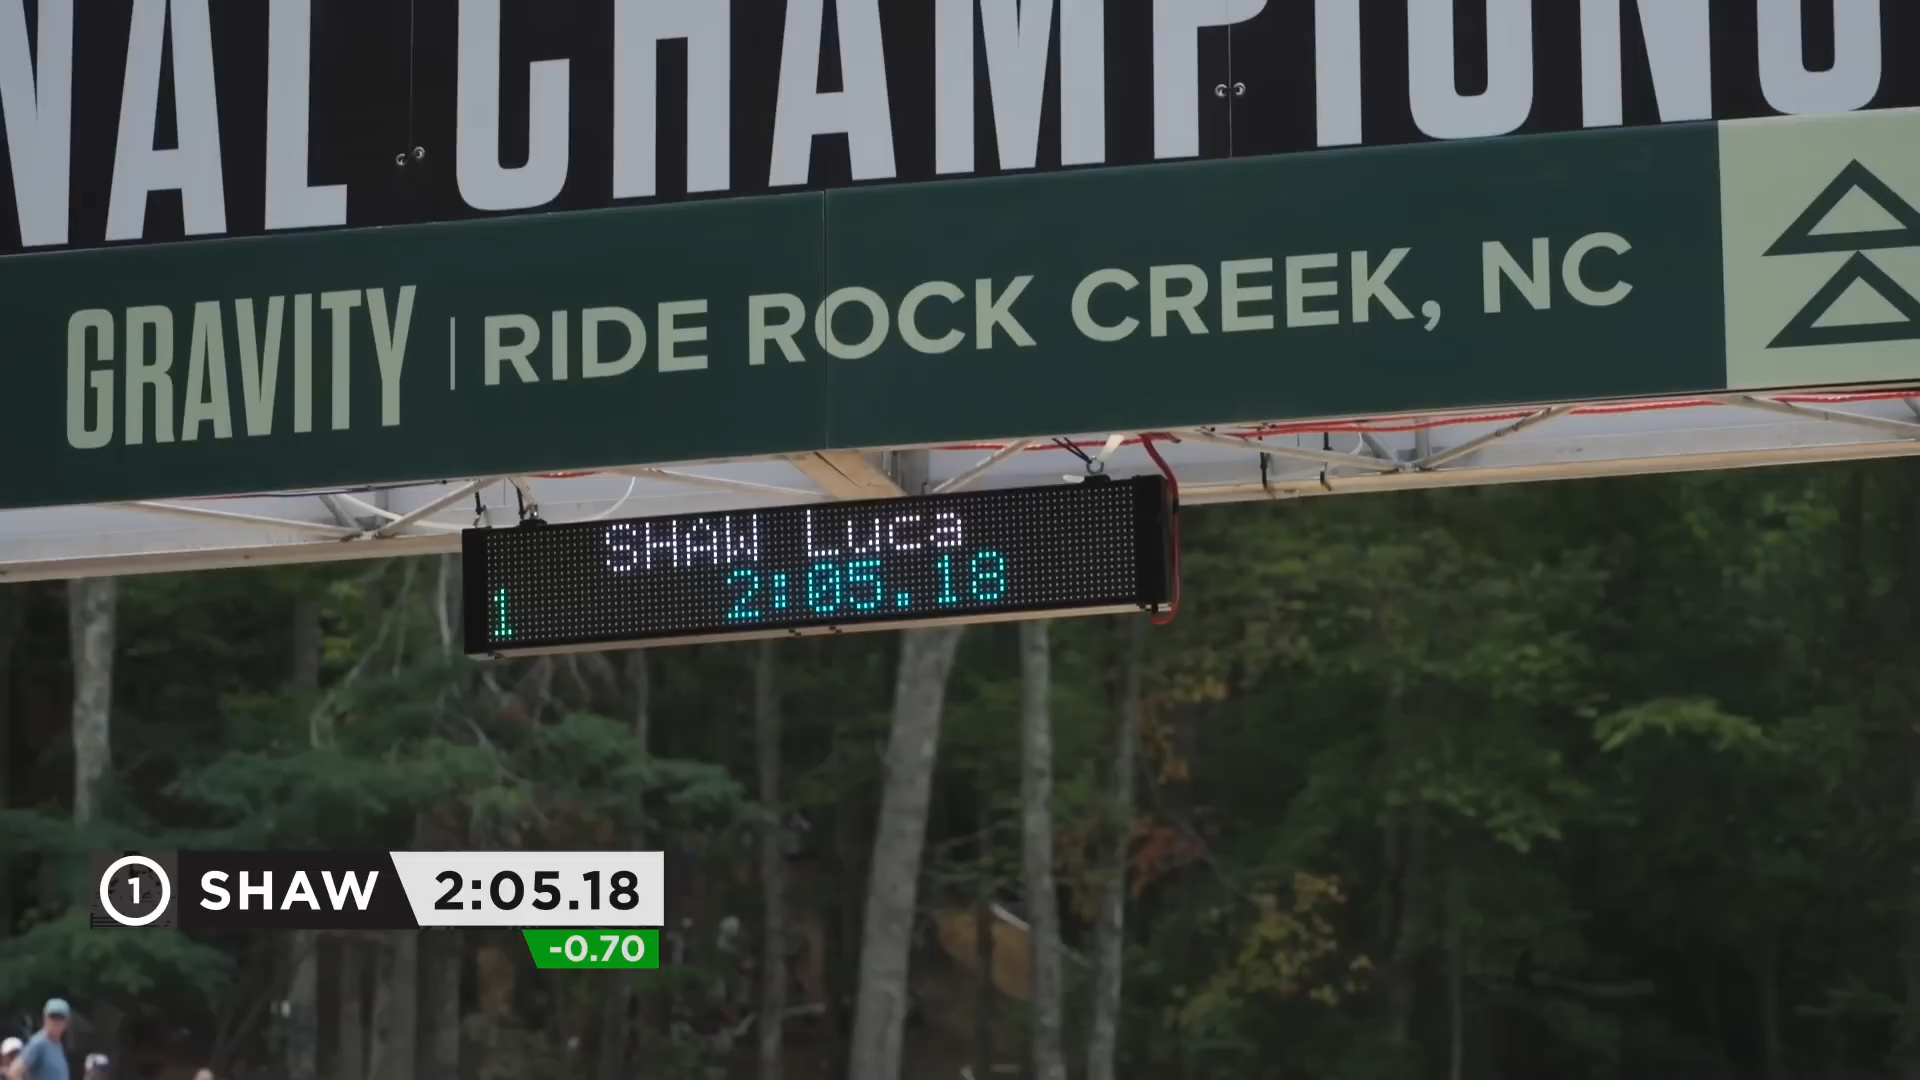 NAL CHAMPIONS
GRAVITY | RIDE ROCK CREEK, NC
SHAW Luca
1 2:05.18
1 SHAW 2:05.18
-0.70